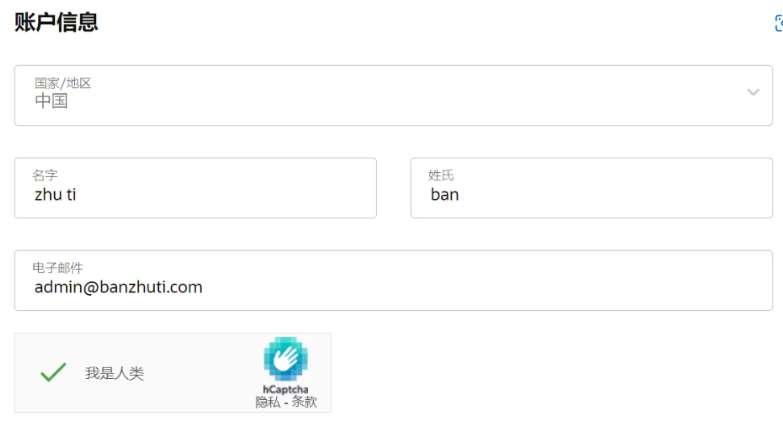 账户信息
国家/地区
中国
名字
zhu ti
姓氏
ban
电子邮件
admin@banzhuti.com
我是人类
hCaptcha
隐私 - 条款